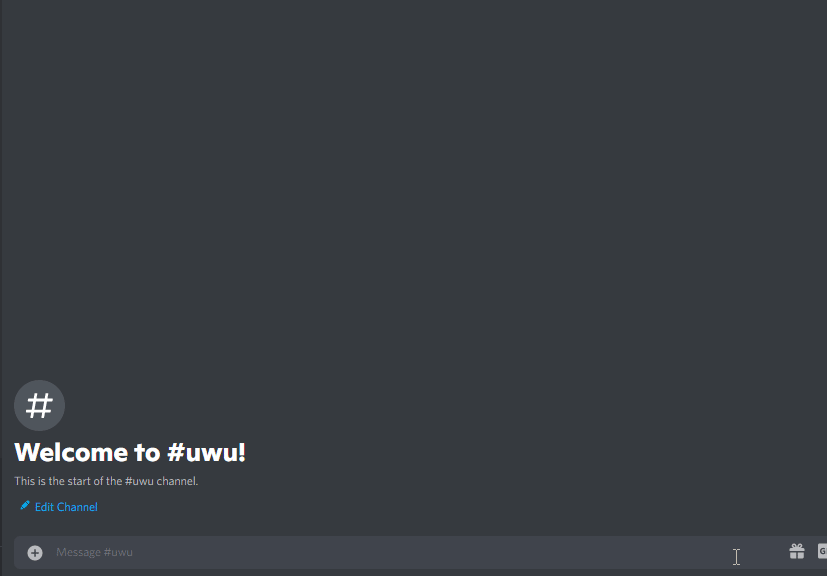 #
Welcome to #uwu!
This is the start of the #uwu channel.
Edit Channel
Message #uwu